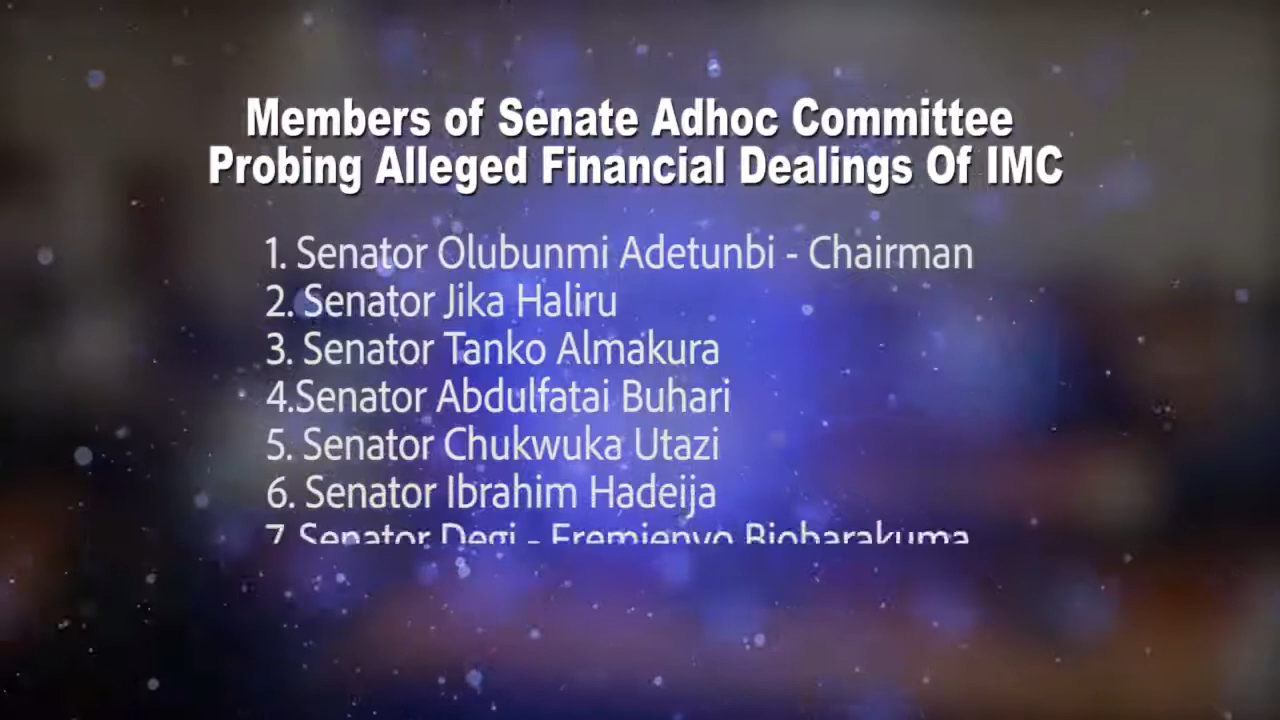 Members of Senate Adhoc Committee
Probing Alleged Financial Dealings Of IMC
1. Senator Olubunmi Adetunbi - Chairman
2. Senator Jika Haliru
3. Senator Tanko Almakura
4.Senator Abdulfatai Buhari
5. Senator Chukwuka Utazi
6. Senator Ibrahim Hadeija
7. Senator Degi - Eremienyo Biobarakuma